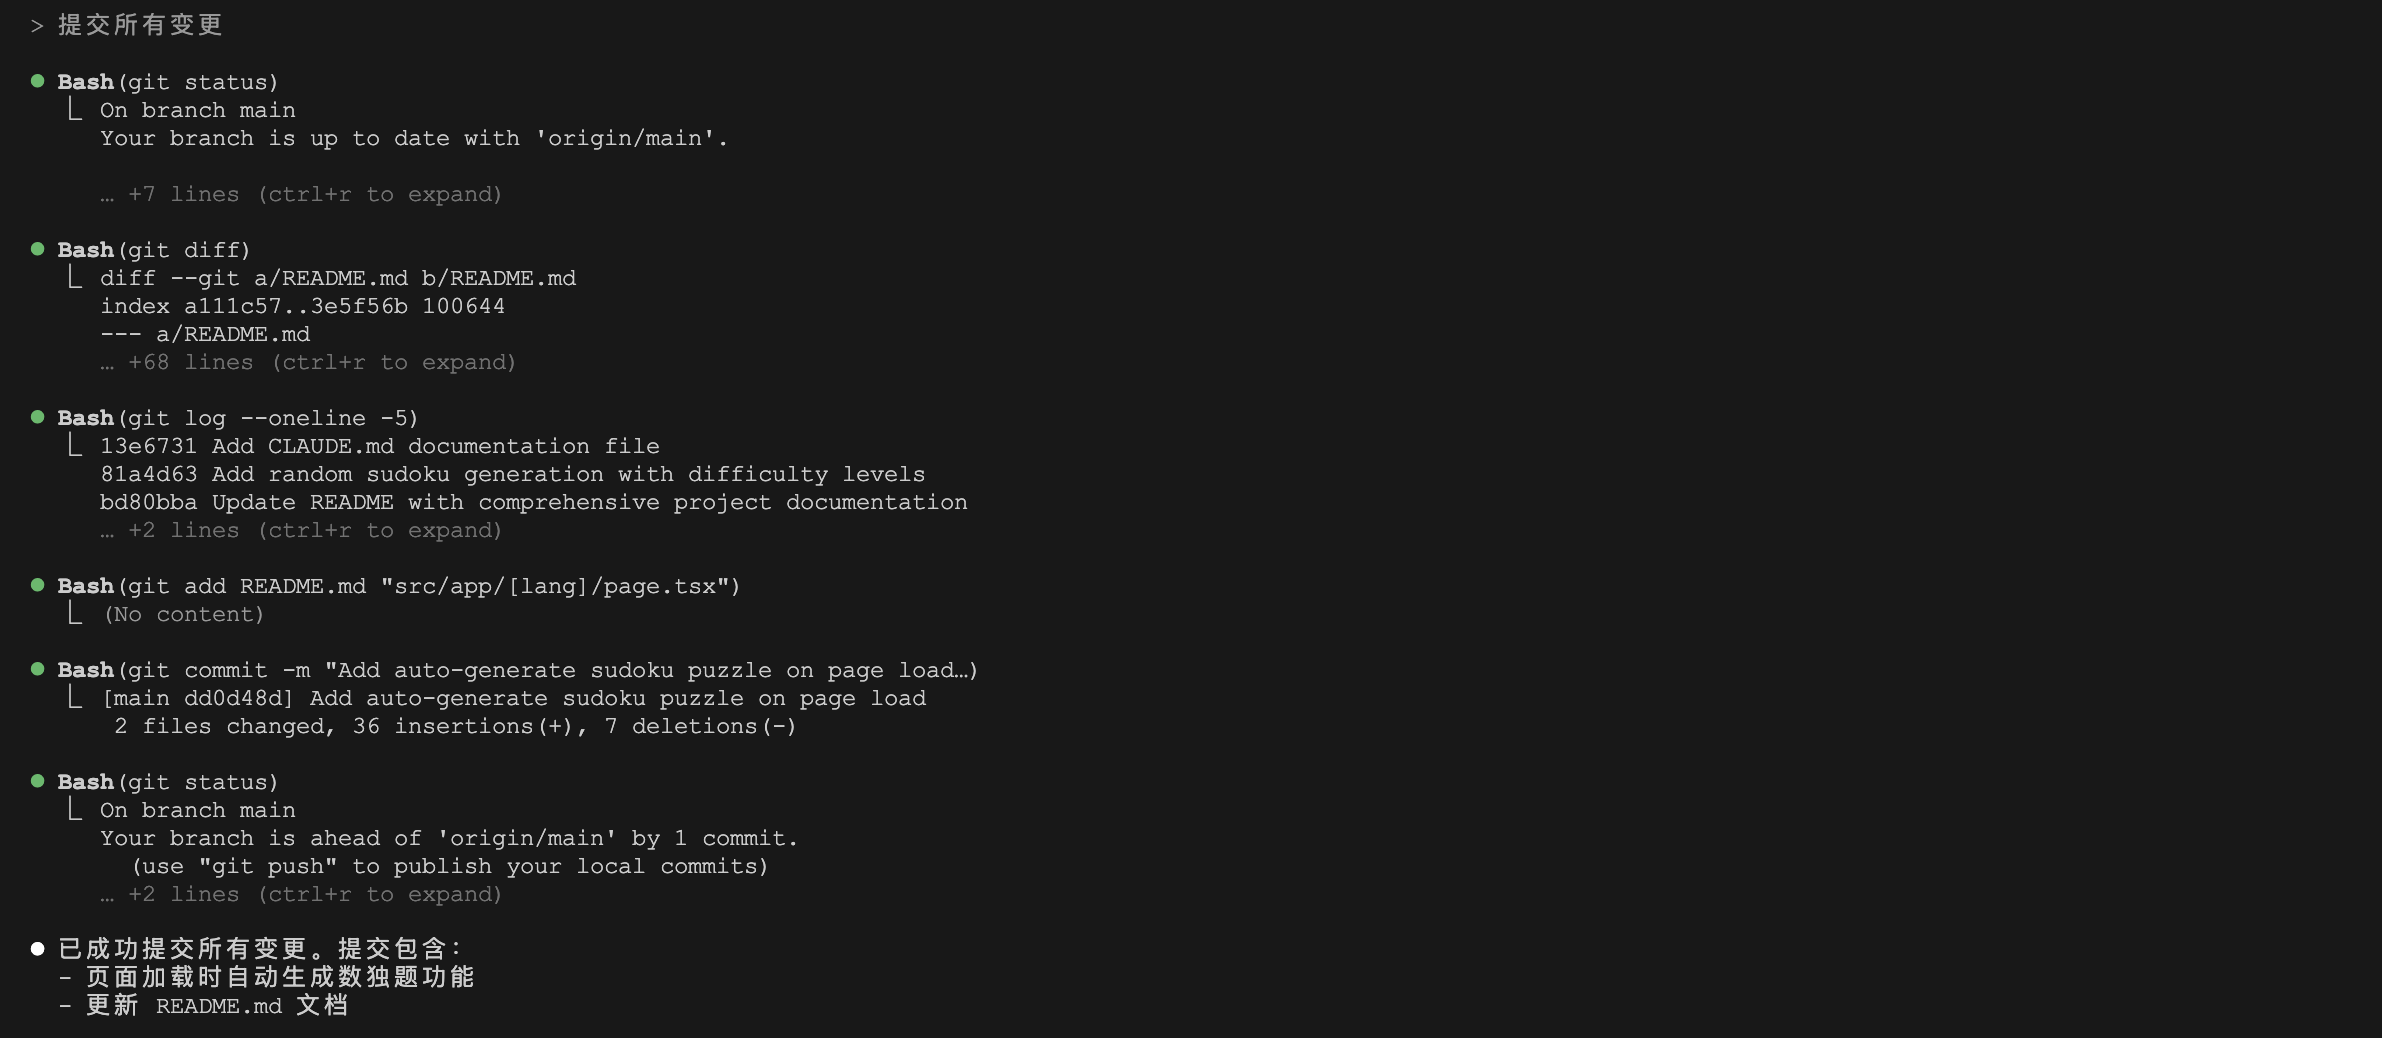 > 提交所有变更
● Bash(git status)
⎿ On branch main
Your branch is up to date with 'origin/main'.
… +7 lines (ctrl+r to expand)
● Bash(git diff)
⎿ diff --git a/README.md b/README.md
index a111c57..3e5f56b 100644
--- a/README.md
… +68 lines (ctrl+r to expand)
● Bash(git log --oneline -5)
⎿ 13e6731 Add CLAUDE.md documentation file
81a4d63 Add random sudoku generation with difficulty levels
bd80bba Update README with comprehensive project documentation
… +2 lines (ctrl+r to expand)
● Bash(git add README.md "src/app/[lang]/page.tsx")
⎿ (No content)
● Bash(git commit -m "Add auto-generate sudoku puzzle on page load…)
⎿ [main dd0d48d] Add auto-generate sudoku puzzle on page load
2 files changed, 36 insertions(+), 7 deletions(-)
● Bash(git status)
⎿ On branch main
Your branch is ahead of 'origin/main' by 1 commit.
(use "git push" to publish your local commits)
… +2 lines (ctrl+r to expand)
● 已成功提交所有变更。提交包含：
- 页面加载时自动生成数独题功能
- 更新 README.md 文档